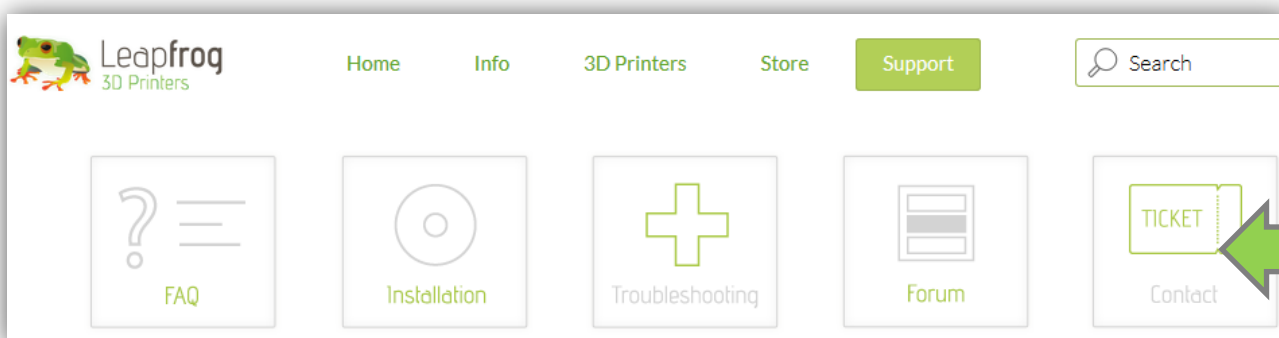 Leapfrog
3D Printers
Home Info 3D Printers Store Support Search
TICKET
FAQ Installation Troubleshooting Forum Contact